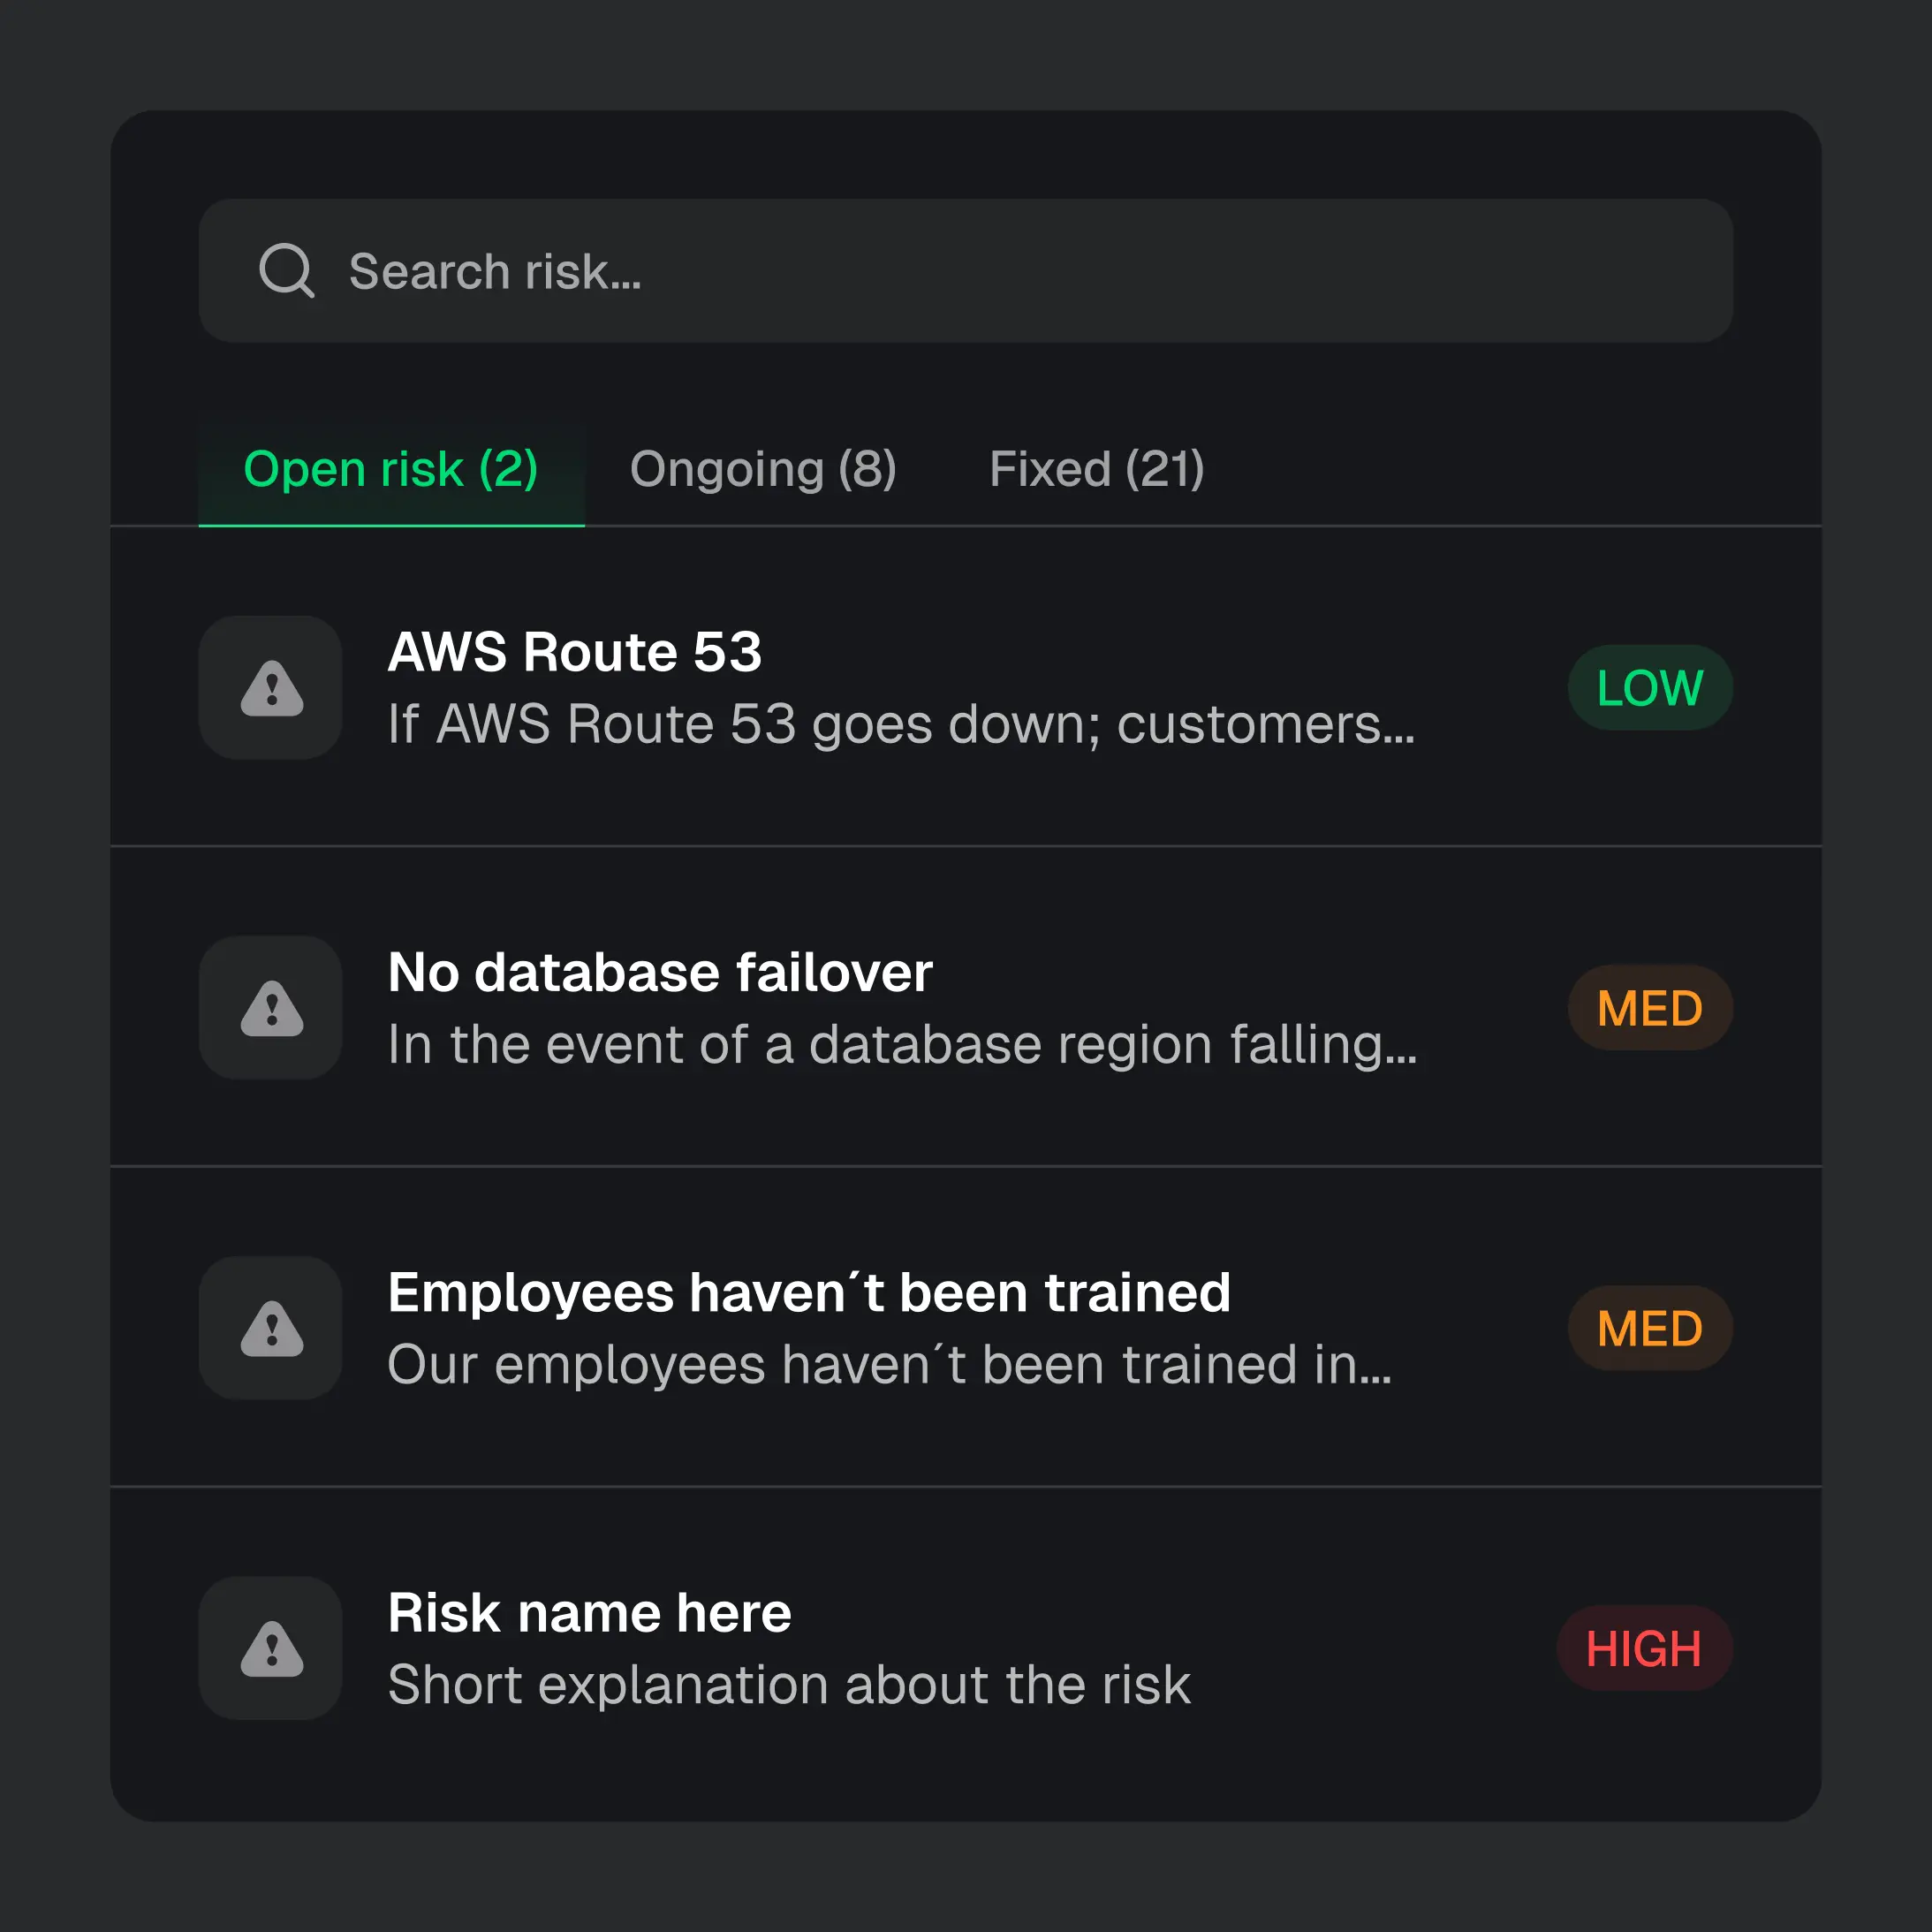 Search risk...
Open risk (2) Ongoing (8) Fixed (21)
AWS Route 53
If AWS Route 53 goes down; customers...
LOW
No database failover
In the event of a database region falling...
MED
Employees haven´t been trained
Our employees haven´t been trained in...
MED
Risk name here
Short explanation about the risk
HIGH